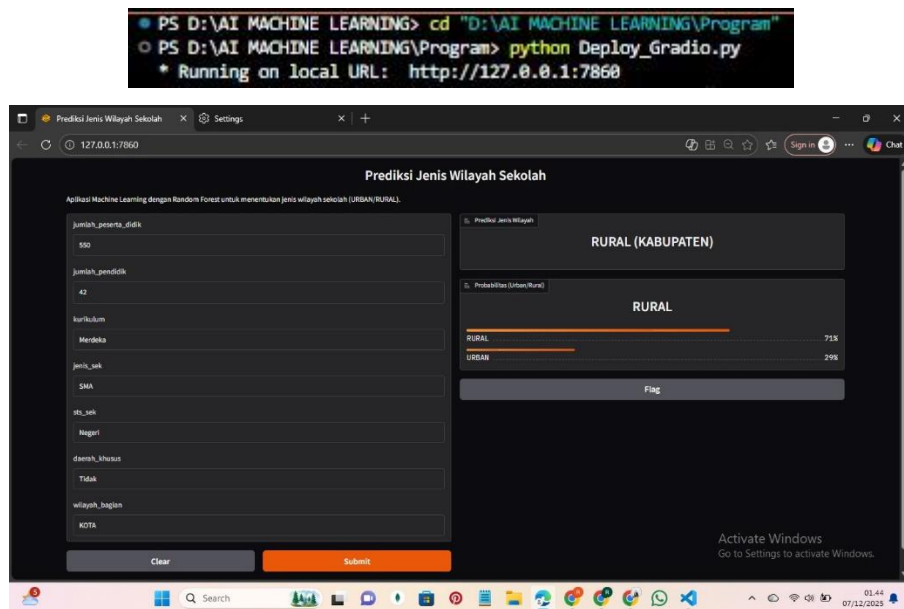 PS D:\AI MACHINE LEARNING> cd "D:\AI MACHINE LEARNING\Program"
PS D:\AI MACHINE LEARNING\Program> python Deploy_Gradio.py
* Running on local URL: http://127.0.0.1:7860
Prediksi Jenis Wilayah Sekolah
Settings
127.0.0.1:7860
Sign in
Chat
Prediksi Jenis Wilayah Sekolah
Aplikasi Machine Learning dengan Random Forest untuk menentukan jenis wilayah sekolah (URBAN/RURAL).
jumlah_peserta_didik
550
jumlah_pendidik
42
kurikulum
Merdeka
jenis_sek
SMA
sts_sek
Negeri
daerah_khusus
Tidak
wilayah_bagian
KOTA
Clear
Submit
Prediksi Jenis Wilayah
RURAL (KABUPATEN)
Probabilitas (Urban/Rural)
RURAL
RURAL 71%
URBAN 29%
Flag
Activate Windows
Go to Settings to activate Windows.
Search
01.44
07/12/2025